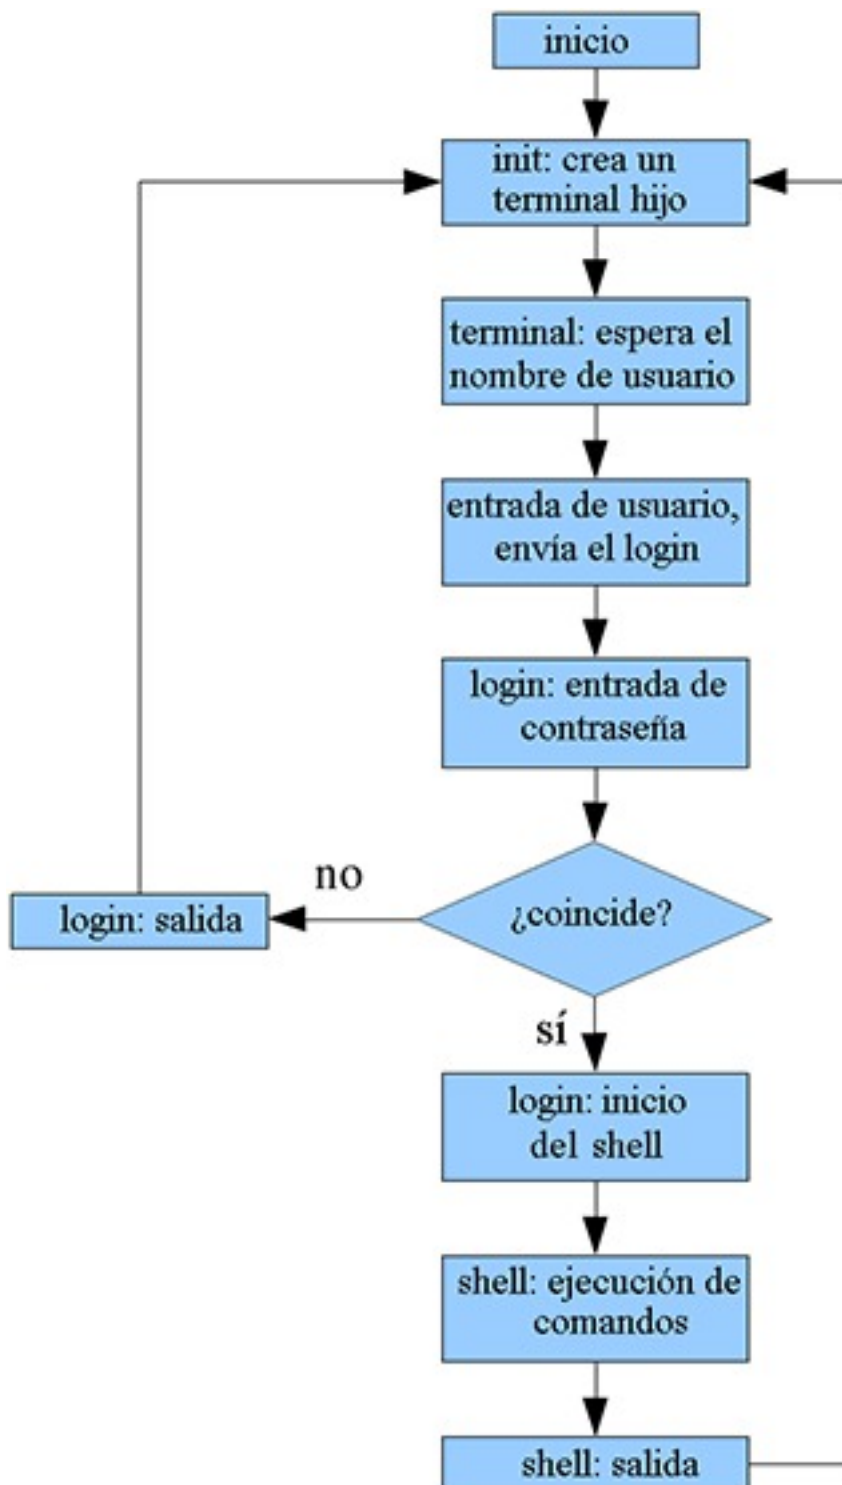 inicio
init: crea un
terminal hijo
terminal: espera el
nombre de usuario
entrada de usuario,
envía el login
login: entrada de
contraseña
¿coincide?
no
login: salida
sí
login: inicio
del shell
shell: ejecución de
comandos
shell: salida